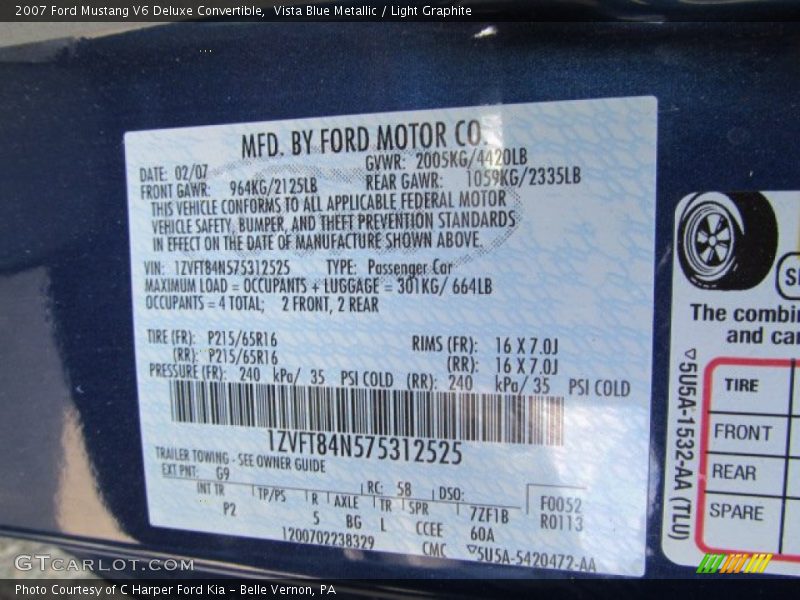 2007 Ford Mustang V6 Deluxe Convertible,  Vista Blue Metallic / Light Graphite
MFD. BY FORD MOTOR CO.
DATE: 02/07 GVWR: 2005KG/4420LB
FRONT GAWR: 964KG/2125LB REAR GAWR: 1059KG/2335LB
THIS VEHICLE CONFORMS TO ALL APPLICABLE FEDERAL MOTOR
VEHICLE SAFETY, BUMPER, AND THEFT PREVENTION STANDARDS
IN EFFECT ON THE DATE OF MANUFACTURE SHOWN ABOVE.
VIN: 1ZVFT84N575312525 TYPE: Passenger Car
MAXIMUM LOAD = OCCUPANTS + LUGGAGE = 301KG/ 664LB
OCCUPANTS = 4 TOTAL; 2 FRONT, 2 REAR
TIRE (FR): P215/65R16 RIMS (FR): 16 X 7.0J
(RR): P215/65R16 (RR): 16 X 7.0J
PRESSURE (FR): 240 kPa/ 35 PSI COLD (RR): 240 kPa/ 35 PSI COLD
1ZVFT84N575312525
TRAILER TOWING - SEE OWNER GUIDE
EXT PNT: G9 RC: 58 DSO:
INT TR TP/PS R AXLE TR SPR 7ZF1B F0052
P2 5 BG L CCEE 60A R0113
1200702238329 CMC ▽5U5A-5420472-AA
The combin
and car
TIRE
FRONT
REAR
SPARE
▽5U5A-1532-AA (TLU)
GTCarLot.com
Photo Courtesy of C Harper Ford Kia – Belle Vernon, PA